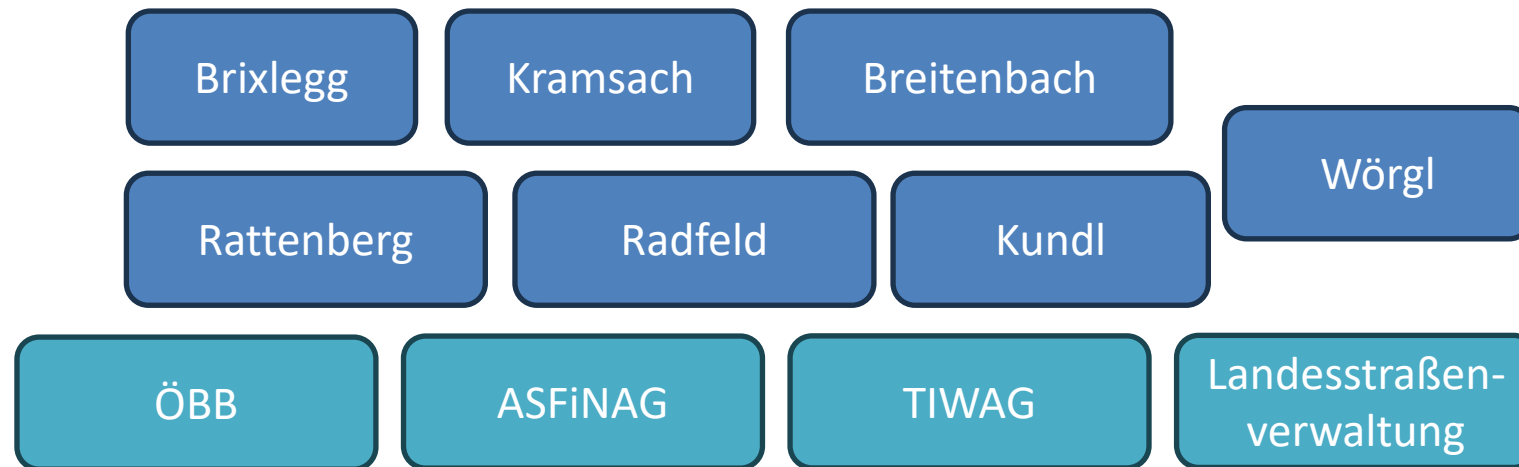 Brixlegg
Kramsach
Breitenbach
Wörgl
Rattenberg
Radfeld
Kundl
ÖBB
ASFiNAG
TIWAG
Landesstraßen-
verwaltung